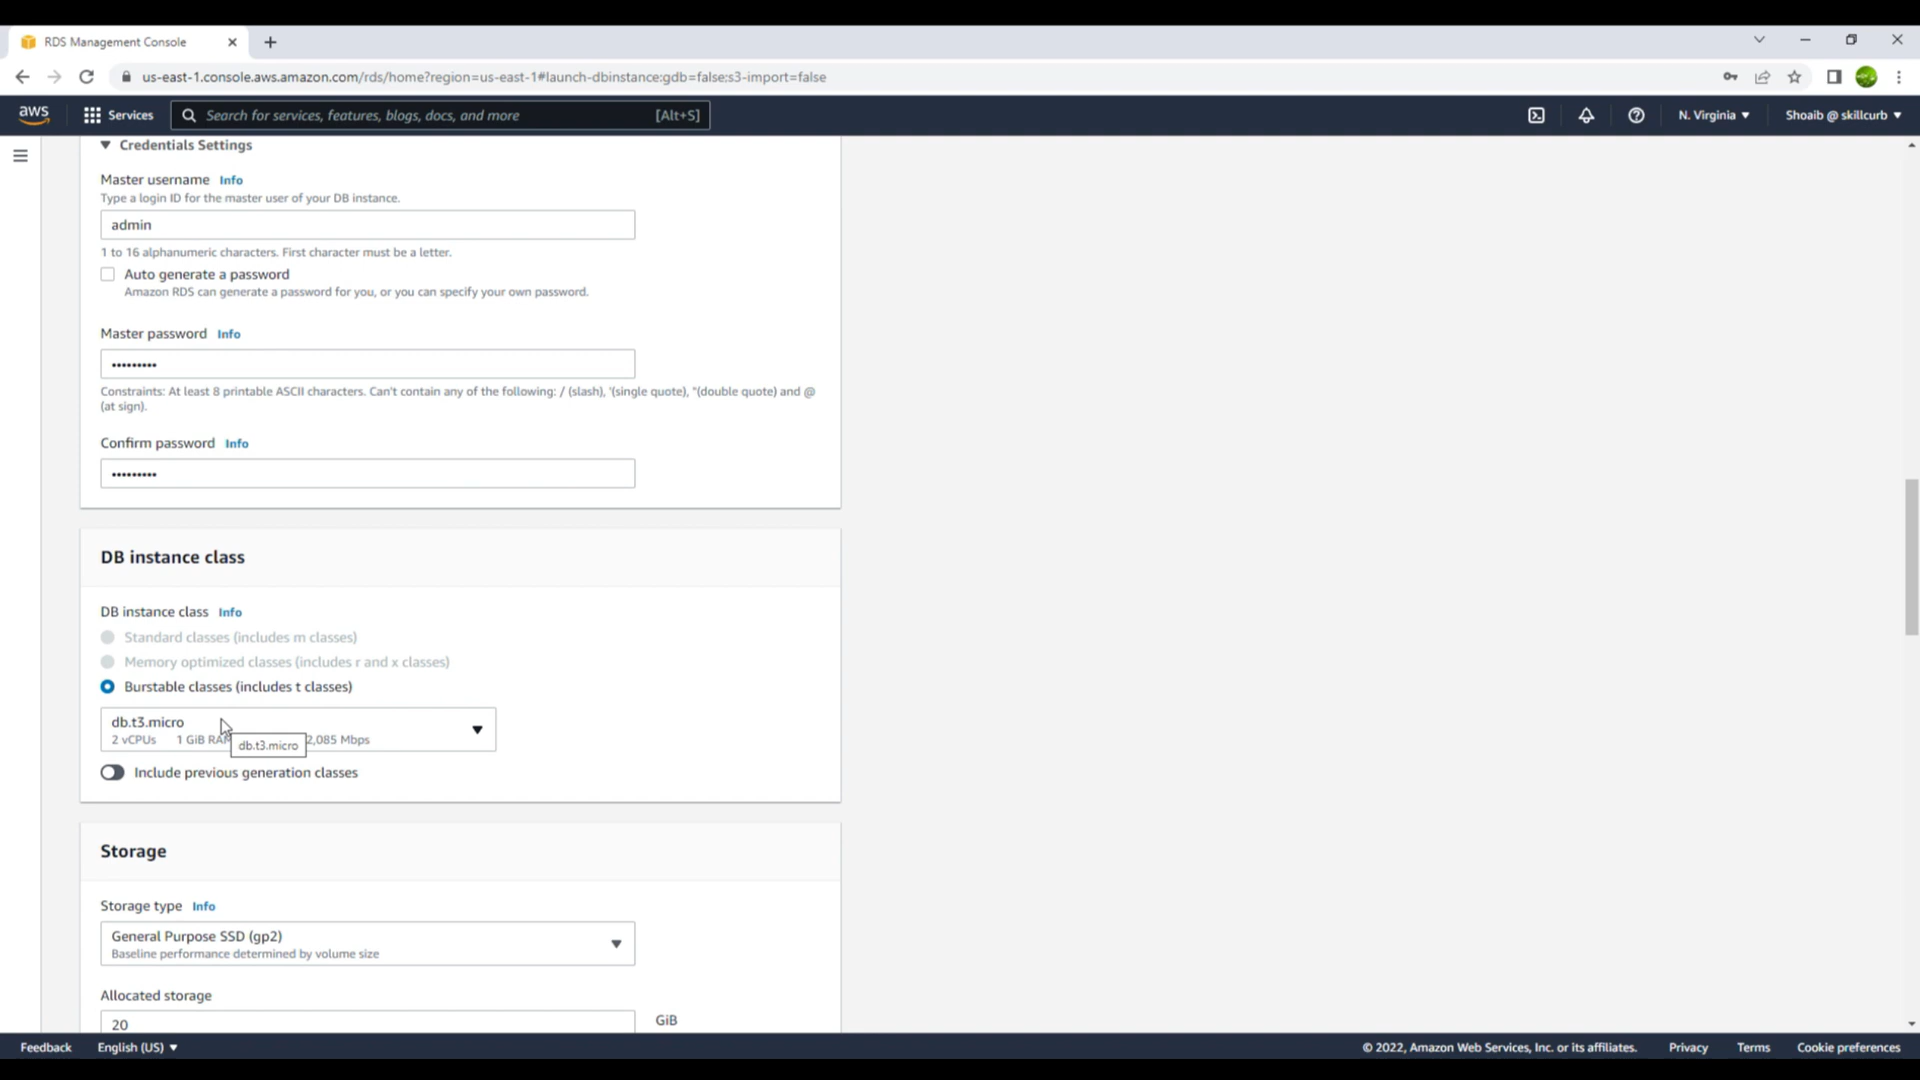 RDS Management Console
us-east-1.console.aws.amazon.com/rds/home?region=us-east-1#launch-dbinstance:gdb=false;s3-import=false
aws
Services
Search for services, features, blogs, docs, and more [Alt+S]
N. Virginia
Shoaib @ skillcurb
Credentials Settings
Master username Info
Type a login ID for the master user of your DB instance.
admin
1 to 16 alphanumeric characters. First character must be a letter.
Auto generate a password
Amazon RDS can generate a password for you, or you can specify your own password.
Master password Info
•••••••••
Constraints: At least 8 printable ASCII characters. Can't contain any of the following: / (slash), '(single quote), "(double quote) and @
(at sign).
Confirm password Info
•••••••••
DB instance class
DB instance class Info
Standard classes (includes m classes)
Memory optimized classes (includes r and x classes)
Burstable classes (includes t classes)
db.t3.micro
2 vCPUs 1 GiB RAM 2,085 Mbps
db.t3.micro
Include previous generation classes
Storage
Storage type Info
General Purpose SSD (gp2)
Baseline performance determined by volume size
Allocated storage
20 GiB
Feedback
English (US)
© 2022, Amazon Web Services, Inc. or its affiliates.
Privacy
Terms
Cookie preferences